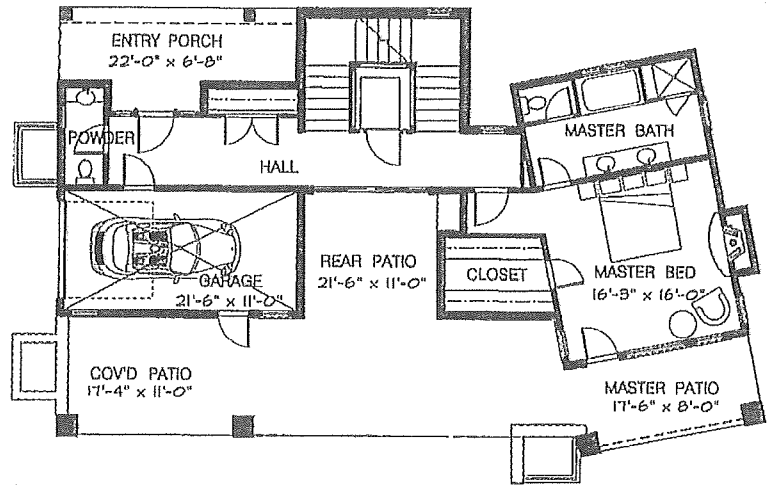 ENTRY PORCH
22'-0" x 6'-8"
POWDER
MASTER BATH
HALL
REAR PATIO
21'-6" x 11'-0"
CLOSET
MASTER BED
16'-3" x 16'-0"
GARAGE
21'-6" x 11'-0"
COV'D PATIO
17'-4" x 11'-0"
MASTER PATIO
17'-6" x 8'-0"